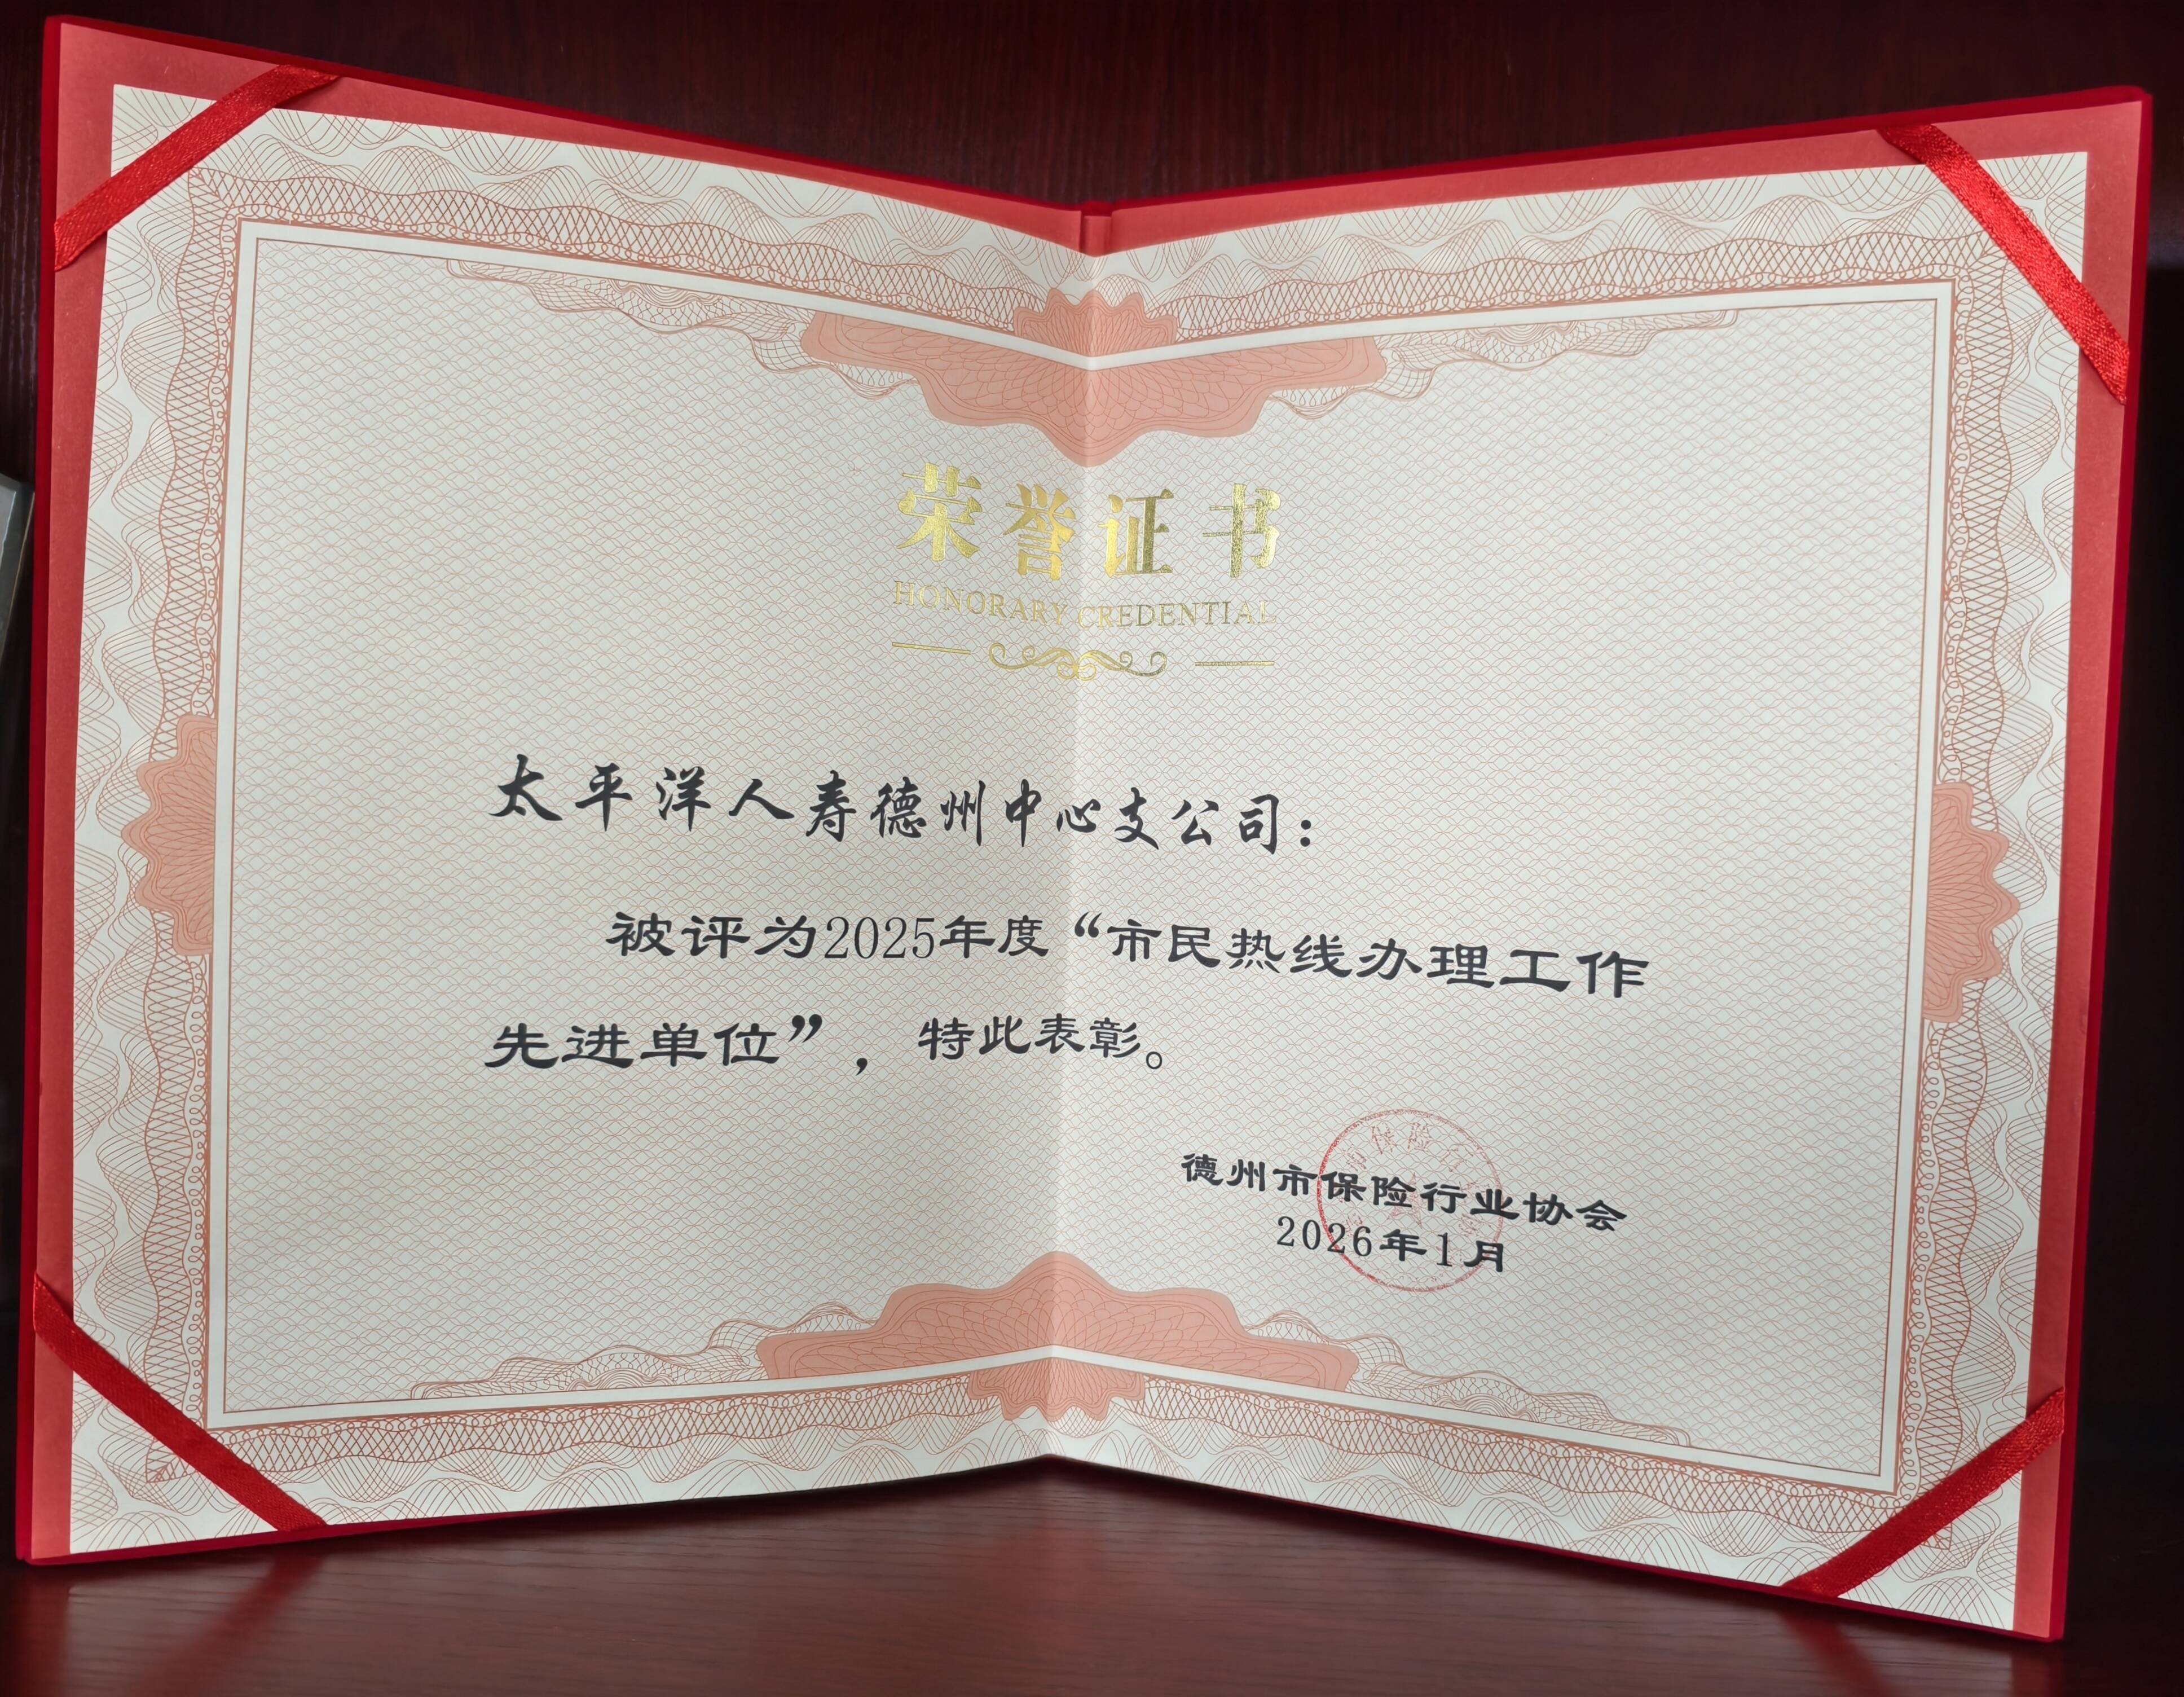 荣誉证书
HONORARY CREDENTIAL
太平洋人寿德州中心支公司：
被评为2025年度“市民热线办理工作
先进单位”，特此表彰。
德州市保险行业协会
2026年1月